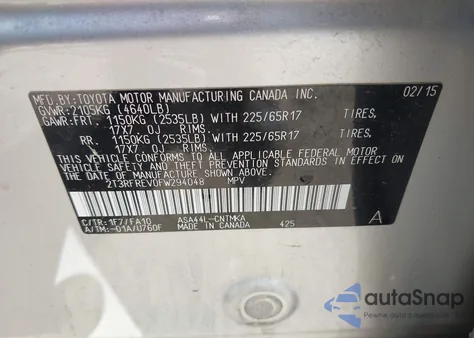 MFD.BY:TOYOTA MOTOR MANUFACTURING CANADA INC. 02/15
GVWR:2105KG (4640LB)
GAWR:FRT. 1150KG (2535LB) WITH 225/65R17 TIRES,
17X7 OJ RIMS.
RR. 1150KG (2535LB) WITH 225/65R17 TIRES,
17X7 OJ RIMS.
THIS VEHICLE CONFORMS TO ALL APPLICABLE FEDERAL MOTOR
VEHICLE SAFETY AND THEFT PREVENTION STANDARDS IN
EFFECT ON THE DATE OF MANUFACTURE SHOWN ABOVE.
2T3RFREV0FW294048 MPV
C/TR:1F7/FA10 ASA44L-CNTMKA A
A/TM:-01A/U760F MADE IN CANADA 425
autoSnap